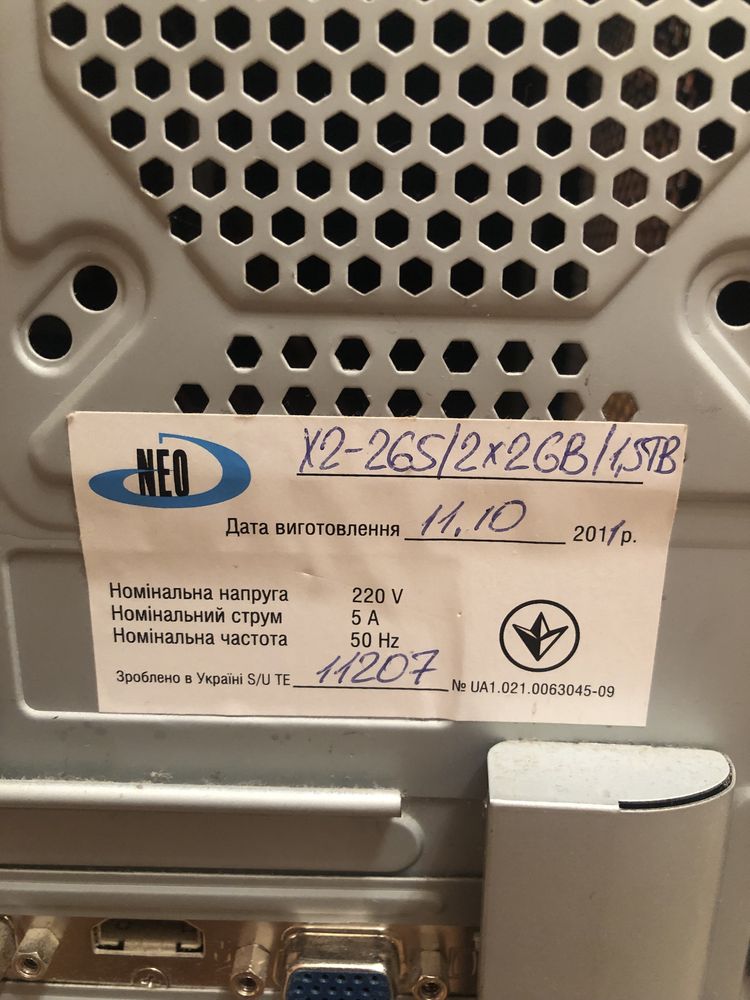 NEO
X2-265/2x2GB/1,5TB
Дата виготовлення 11.10 2011р.
Номінальна напруга 220 V
Номінальний струм 5 A
Номінальна частота 50 Hz
Зроблено в Україні S/U TE 11207 № UA1.021.0063045-09